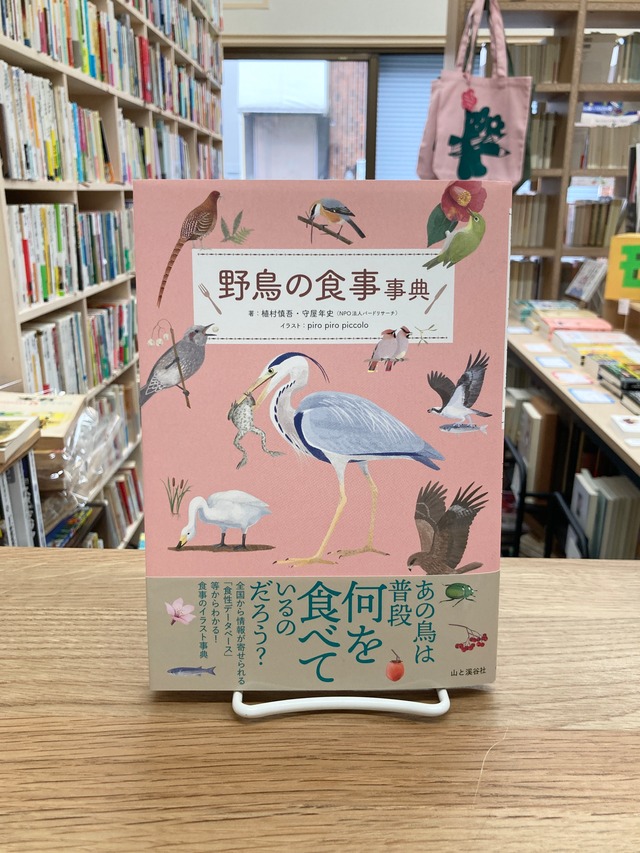 野鳥の食事事典
著：植村慎吾・守屋年史（NPO法人バードリサーチ）
イラスト：piro piro piccolo
あの鳥は
普段
何を
食べて
いるの
だろう？
全国から情報が寄せられる
「食性データベース」
等からわかる！
食事のイラスト事典
山と溪谷社